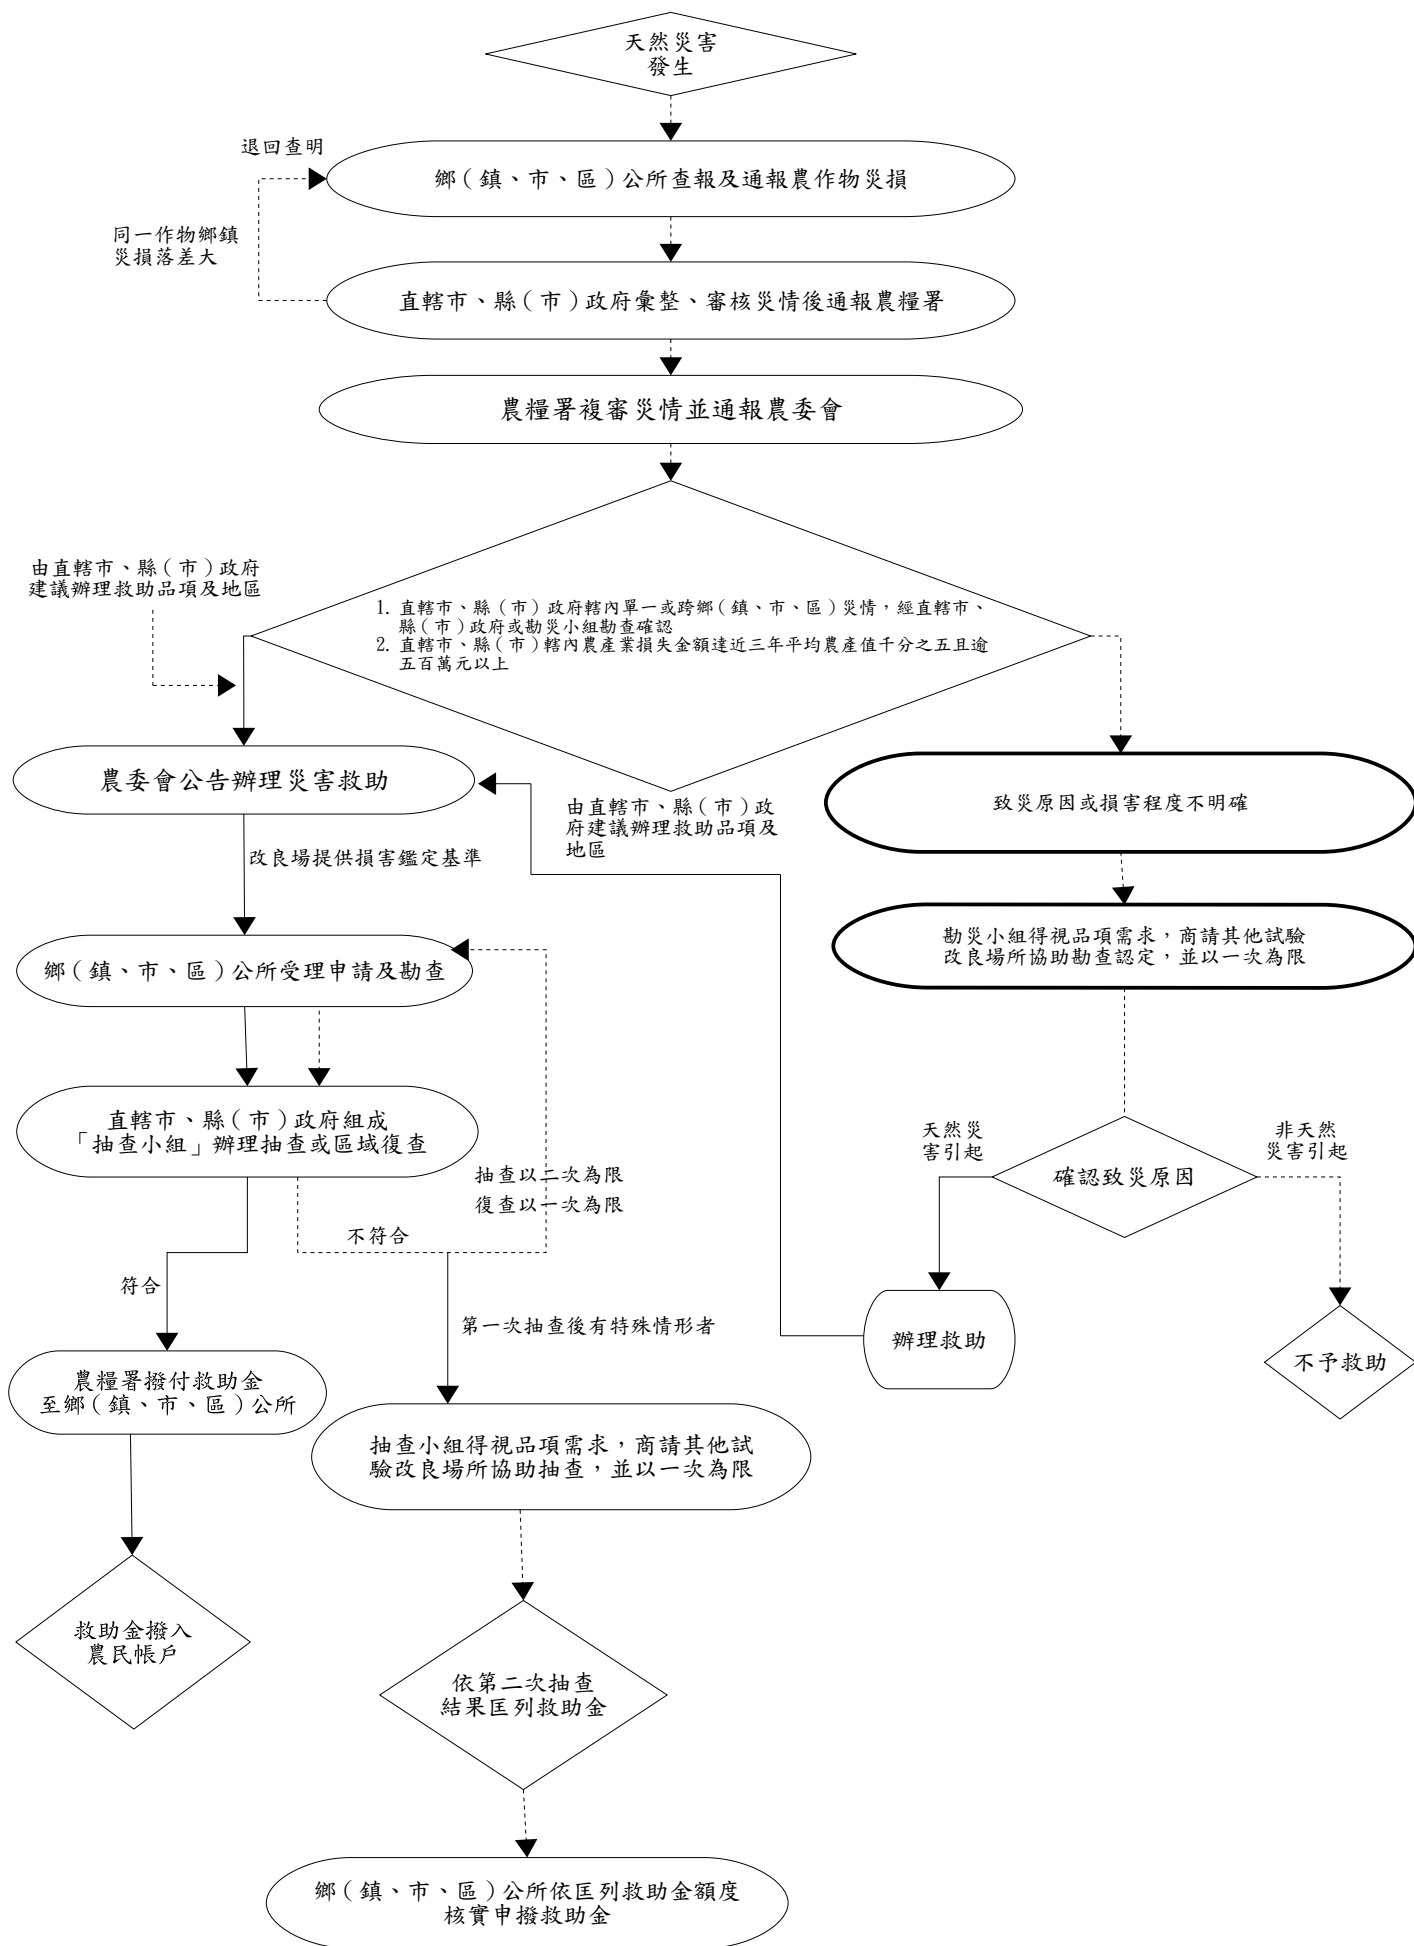 天然災害
發生
退回查明
鄉（鎮、市、區）公所查報及通報農作物災損
同一作物鄉鎮
災損落差大
直轄市、縣（市）政府彙整、審核災情後通報農糧署
農糧署複審災情並通報農委會
由直轄市、縣（市）政府
建議辦理救助品項及地區
1. 直轄市、縣（市）政府轄內單一或跨鄉（鎮、市、區）災情，經直轄市、
縣（市）政府或勘災小組勘查確認
2. 直轄市、縣（市）轄內農產業損失金額達近三年平均農產值千分之五且逾
五百萬元以上
農委會公告辦理災害救助
由直轄市、縣（市）政
府建議辦理救助品項及
地區
致災原因或損害程度不明確
改良場提供損害鑑定基準
勘災小組得視品項需求，商請其他試驗
改良場所協助勘查認定，並以一次為限
鄉（鎮、市、區）公所受理申請及勘查
直轄市、縣（市）政府組成
「抽查小組」辦理抽查或區域復查
天然災
害引起
非天然
災害引起
確認致災原因
抽查以二次為限
復查以一次為限
不符合
符合
第一次抽查後有特殊情形者
辦理救助
不予救助
農糧署撥付救助金
至鄉（鎮、市、區）公所
抽查小組得視品項需求，商請其他試
驗改良場所協助抽查，並以一次為限
救助金撥入
農民帳戶
依第二次抽查
結果匡列救助金
鄉（鎮、市、區）公所依匡列救助金額度
核實申撥救助金